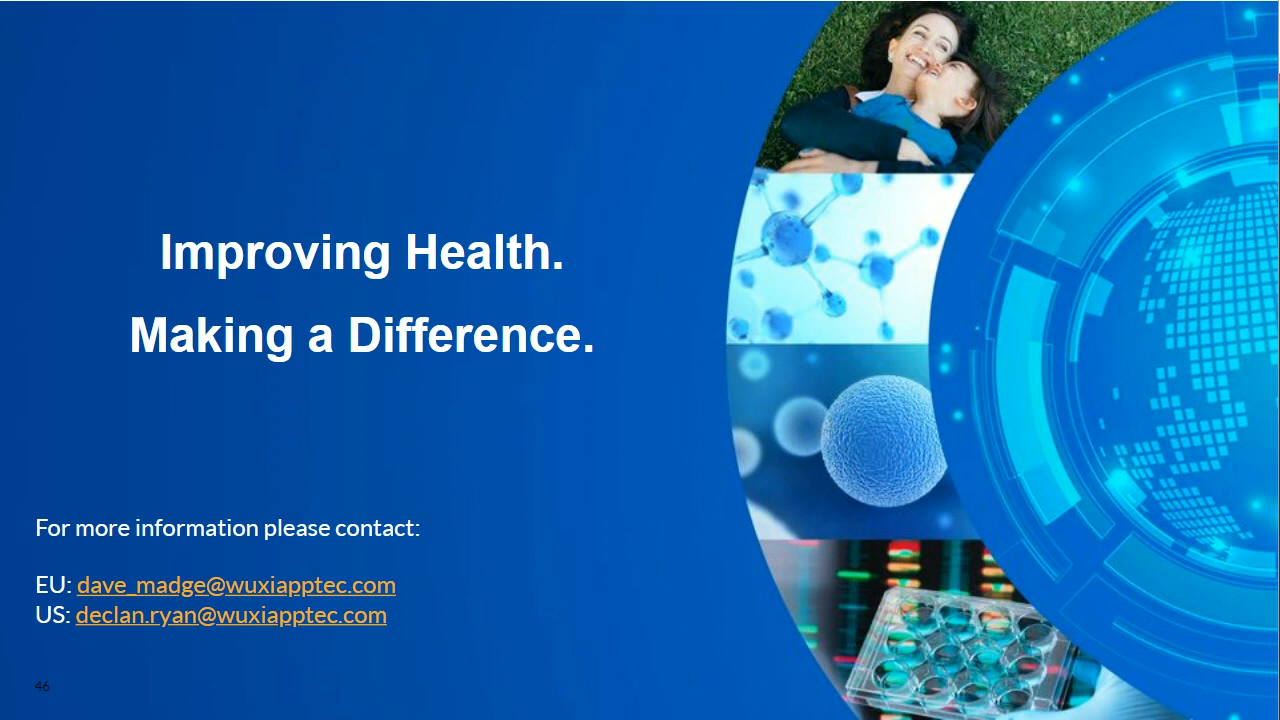 Improving Health.
Making a Difference.
For more information please contact:
EU: dave_madge@wuxiapptec.com
US: declan.ryan@wuxiapptec.com
46